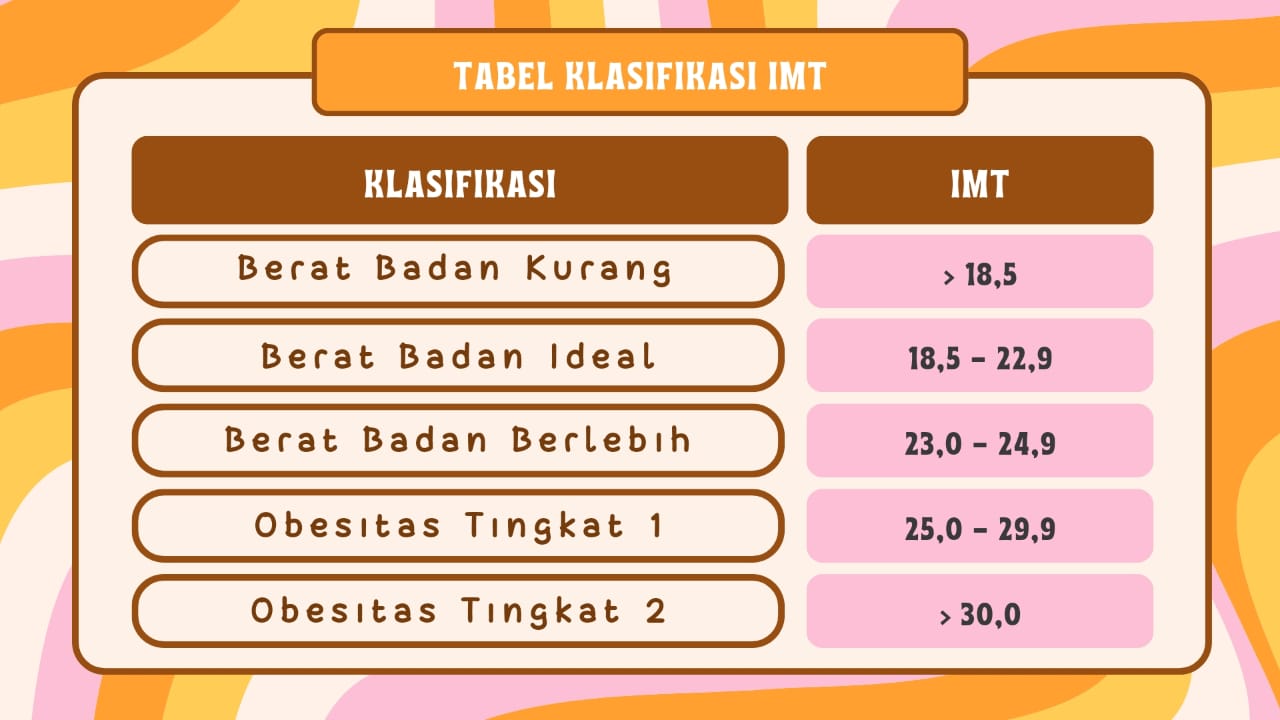 TABEL KLASIFIKASI IMT
KLASIFIKASI IMT
Berat Badan Kurang > 18,5
Berat Badan Ideal 18,5 – 22,9
Berat Badan Berlebih 23,0 – 24,9
Obesitas Tingkat 1 25,0 – 29,9
Obesitas Tingkat 2 > 30,0